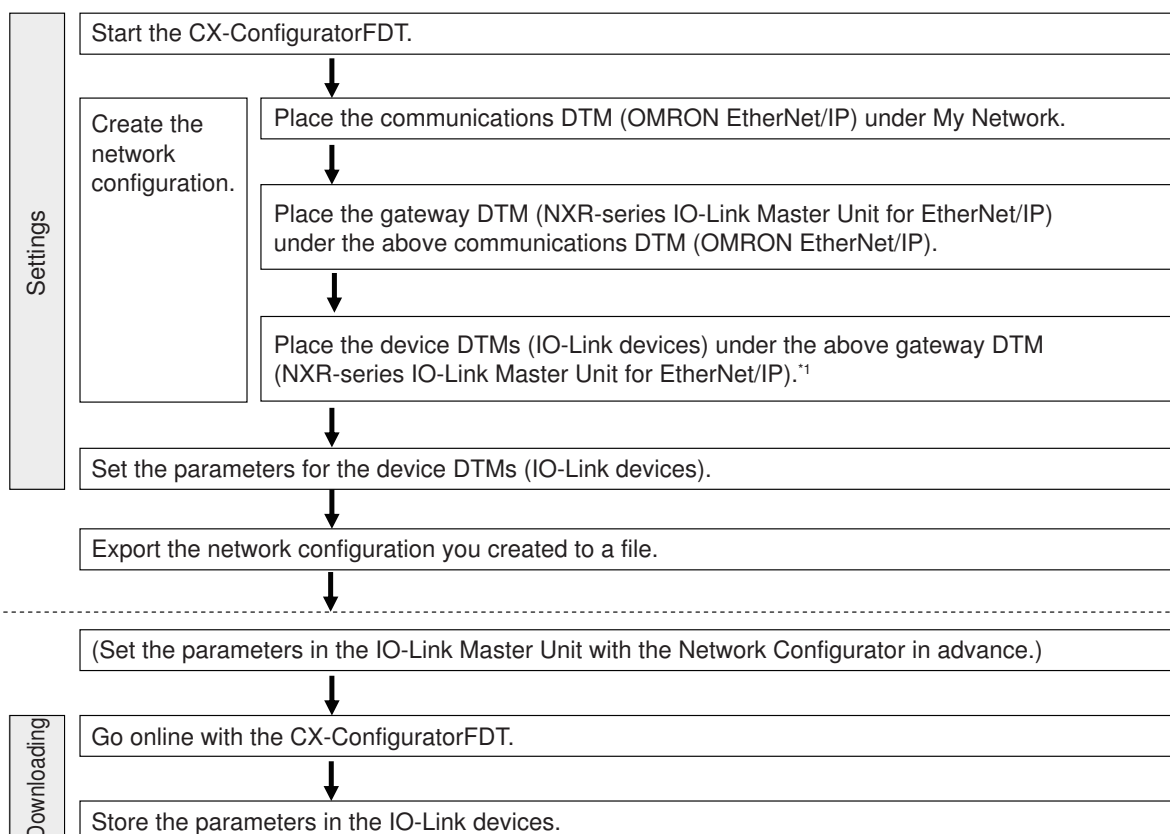 Start the CX-ConfiguratorFDT.
Settings
Create the
network
configuration.
Place the communications DTM (OMRON EtherNet/IP) under My Network.
Place the gateway DTM (NXR-series IO-Link Master Unit for EtherNet/IP)
under the above communications DTM (OMRON EtherNet/IP).
Place the device DTMs (IO-Link devices) under the above gateway DTM
(NXR-series IO-Link Master Unit for EtherNet/IP).*1
Set the parameters for the device DTMs (IO-Link devices).
Export the network configuration you created to a file.
(Set the parameters in the IO-Link Master Unit with the Network Configurator in advance.)
Downloading
Go online with the CX-ConfiguratorFDT.
Store the parameters in the IO-Link devices.